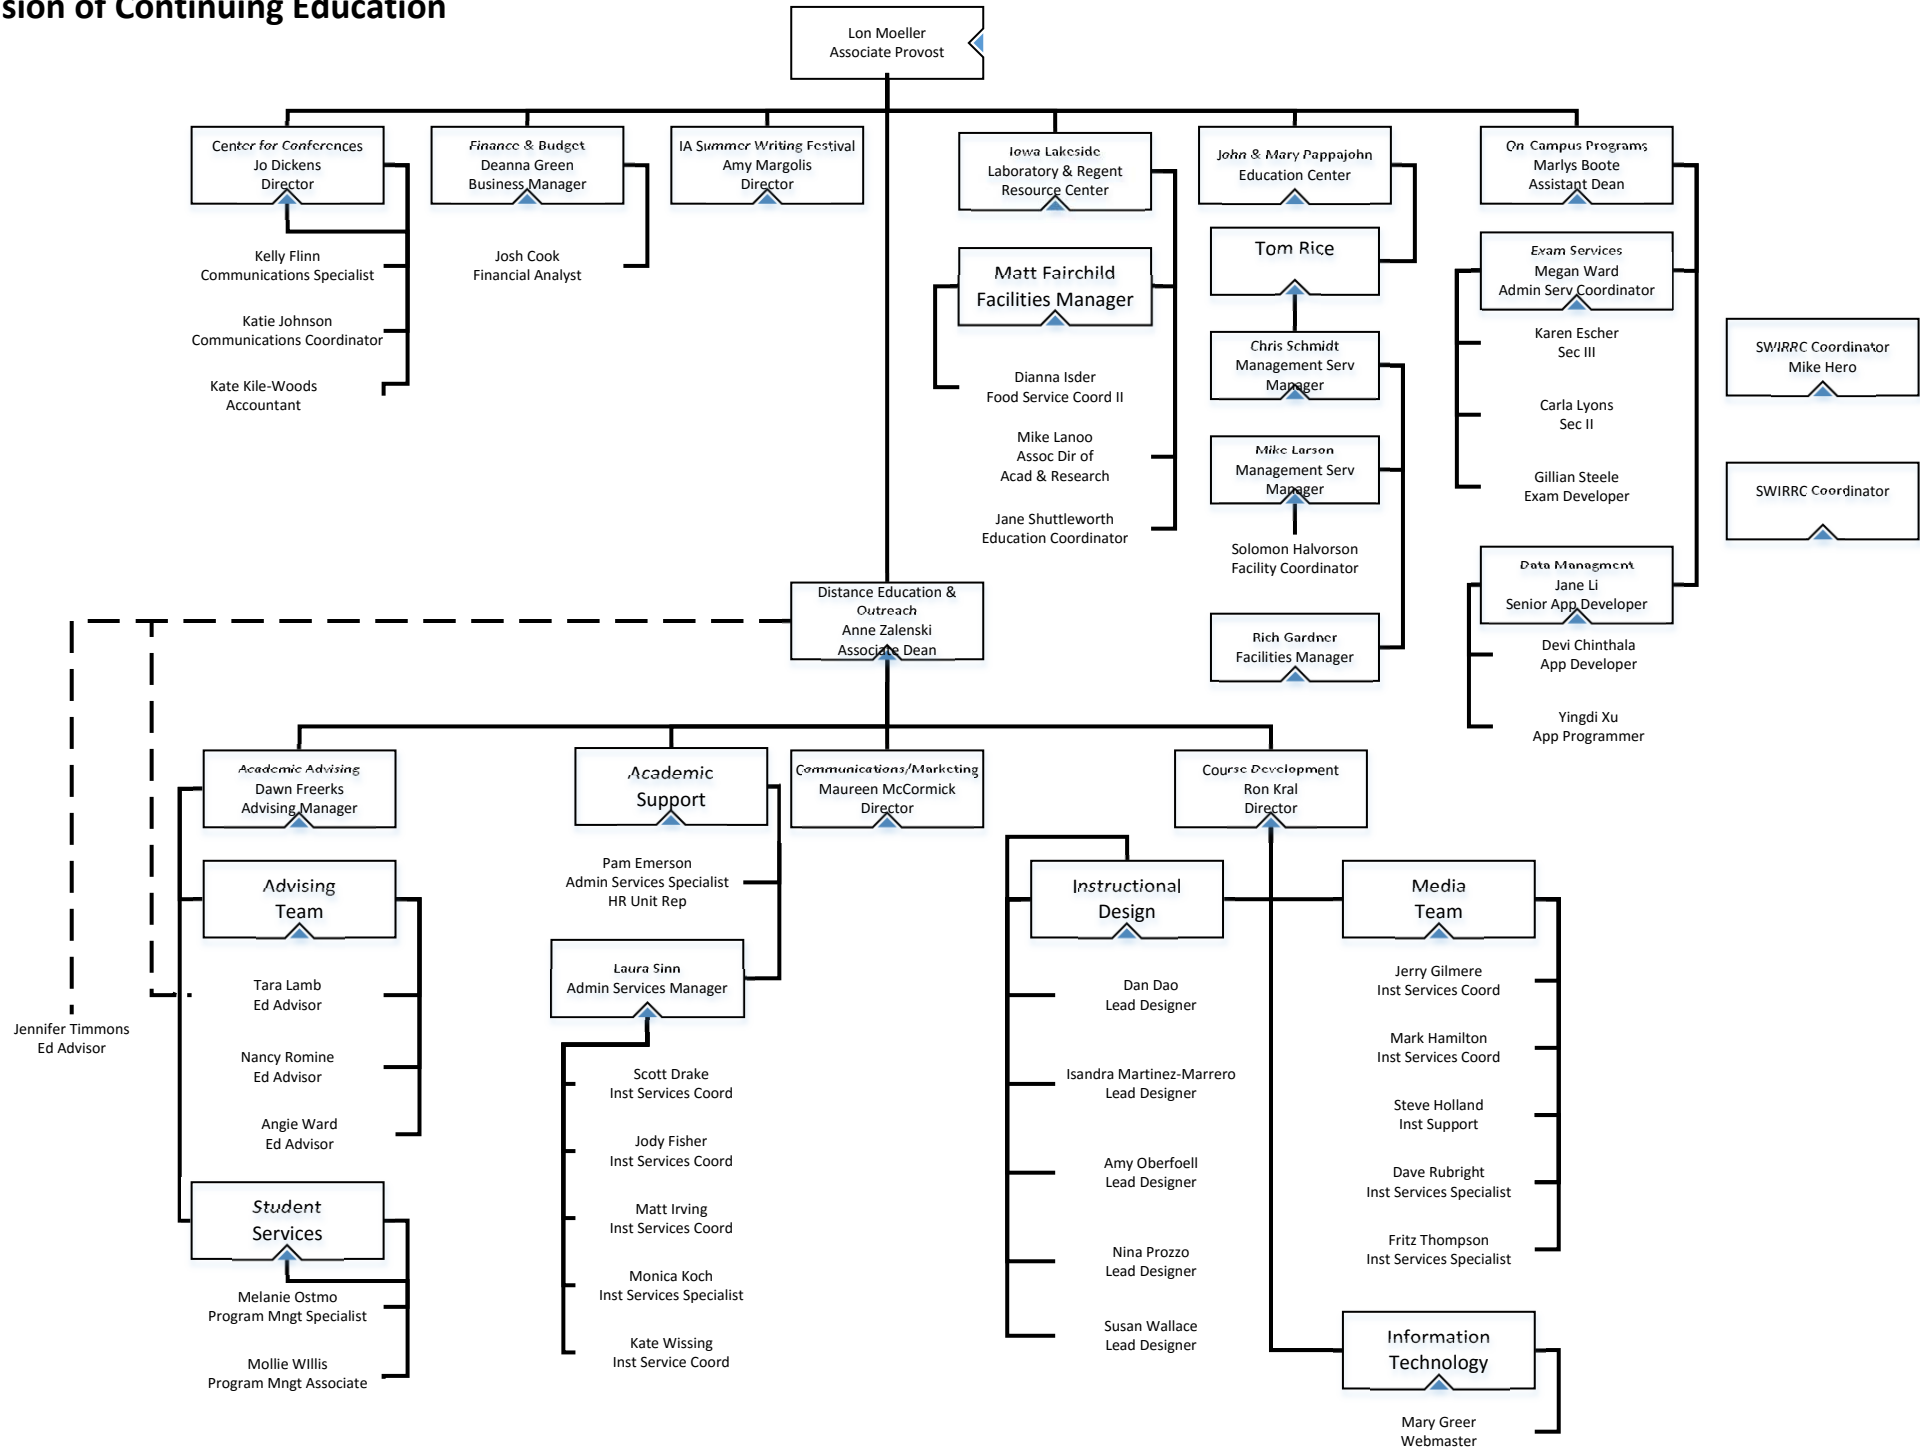 sion of Continuing Education
Lon Moeller
Associate Provost
Center for Conferences
Jo Dickens
Director
Kelly Flinn
Communications Specialist
Katie Johnson
Communications Coordinator
Kate Kile-Woods
Accountant
Finance & Budget
Deanna Green
Business Manager
Josh Cook
Financial Analyst
IA Summer Writing Festival
Amy Margolis
Director
Iowa Lakeside
Laboratory & Regent
Resource Center
Matt Fairchild
Facilities Manager
Dianna Isder
Food Service Coord II
Mike Lanoo
Assoc Dir of
Acad & Research
Jane Shuttleworth
Education Coordinator
John & Mary Pappajohn
Education Center
Tom Rice
Chris Schmidt
Management Serv
Manager
Mike Larson
Management Serv
Manager
Solomon Halvorson
Facility Coordinator
Rich Gardner
Facilities Manager
On Campus Programs
Marlys Boote
Assistant Dean
Exam Services
Megan Ward
Admin Serv Coordinator
Karen Escher
Sec III
Carla Lyons
Sec II
Gillian Steele
Exam Developer
Data Managment
Jane Li
Senior App Developer
Devi Chinthala
App Developer
Yingdi Xu
App Programmer
SWIRRC Coordinator
Mike Hero
SWIRRC Coordinator
Distance Education &
Outreach
Anne Zalenski
Associate Dean
Jennifer Timmons
Ed Advisor
Academic Advising
Dawn Freerks
Advising Manager
Advising
Team
Tara Lamb
Ed Advisor
Nancy Romine
Ed Advisor
Angie Ward
Ed Advisor
Student
Services
Melanie Ostmo
Program Mngt Specialist
Mollie WIllis
Program Mngt Associate
Academic
Support
Pam Emerson
Admin Services Specialist
HR Unit Rep
Laura Sinn
Admin Services Manager
Scott Drake
Inst Services Coord
Jody Fisher
Inst Services Coord
Matt Irving
Inst Services Coord
Monica Koch
Inst Services Specialist
Kate Wissing
Inst Service Coord
Communications/Marketing
Maureen McCormick
Director
Course Development
Ron Kral
Director
Instructional
Design
Dan Dao
Lead Designer
Isandra Martinez-Marrero
Lead Designer
Amy Oberfoell
Lead Designer
Nina Prozzo
Lead Designer
Susan Wallace
Lead Designer
Media
Team
Jerry Gilmere
Inst Services Coord
Mark Hamilton
Inst Services Coord
Steve Holland
Inst Support
Dave Rubright
Inst Services Specialist
Fritz Thompson
Inst Services Specialist
Information
Technology
Mary Greer
Webmaster